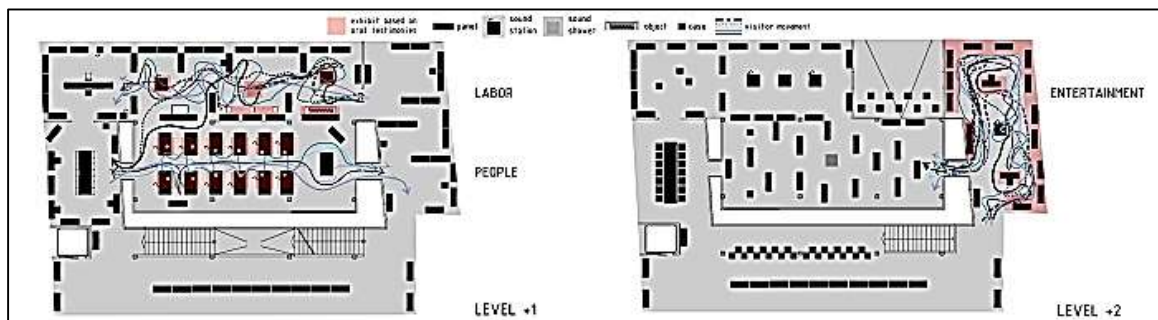 exhibit based on
oral testimonies
panel
sound
station
sound
shower
object
case
visitor movement
LABOR
PEOPLE
LEVEL +1
ENTERTAINMENT
LEVEL +2